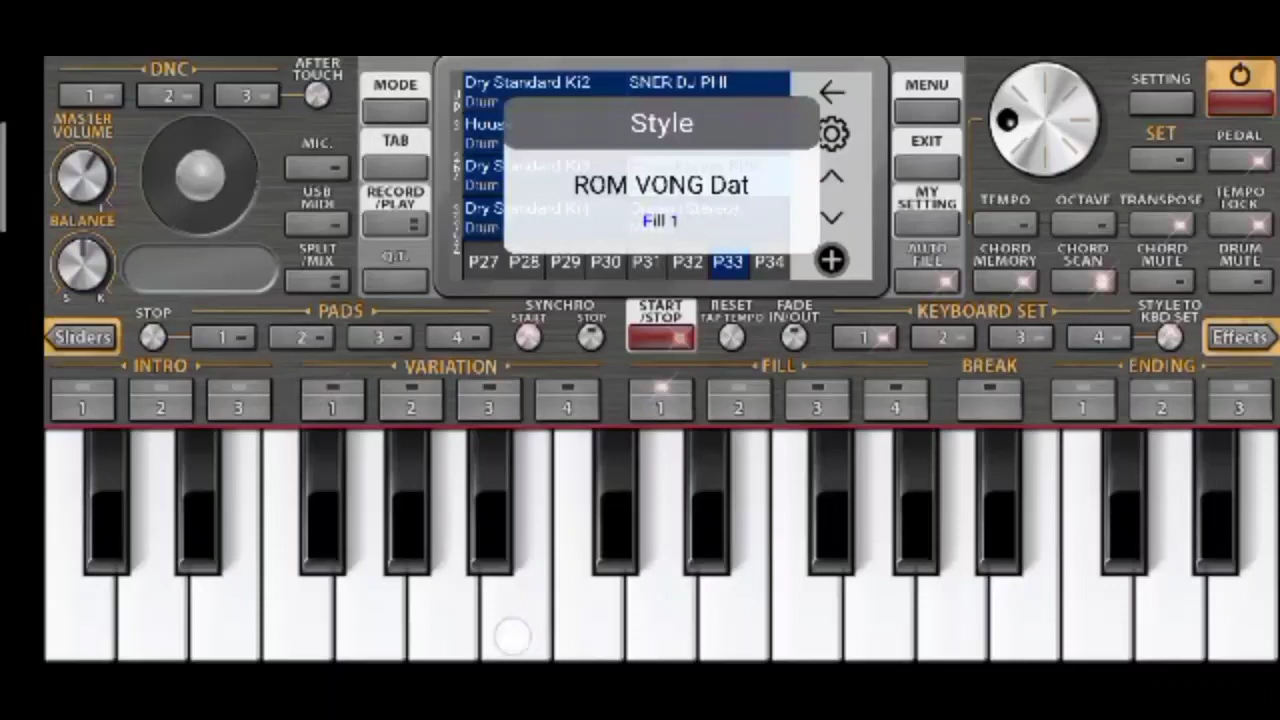 DNC
AFTER TOUCH
1
2
3
MASTER VOLUME
BALANCE
S K
MIC.
USB MIDI
SPLIT /MIX
MODE
TAB
RECORD /PLAY
Dry Standard Ki2 SNER DJ PHI
Drum
Hous
Drum
Dry S
Drum
Dry S
Drum
Style
ROM VONG Dat
Fill 1
P27 P28 P29 P30 P31 P32 P33 P34
MENU
EXIT
MY SETTING
AUTO FILL
SETTING
SET
PEDAL
TEMPO
OCTAVE
TRANSPOSE
TEMPO LOCK
CHORD MEMORY
CHORD SCAN
CHORD MUTE
DRUM MUTE
Sliders
STOP
PADS
1
2
3
4
SYNCHRO
START
STOP
START /STOP
RESET
TAP TEMPO
FADE IN/OUT
KEYBOARD SET
1
2
3
4
STYLE TO KBD SET
Effects
INTRO
VARIATION
FILL
BREAK
ENDING
1
2
3
1
2
3
4
1
2
3
4
1
2
3